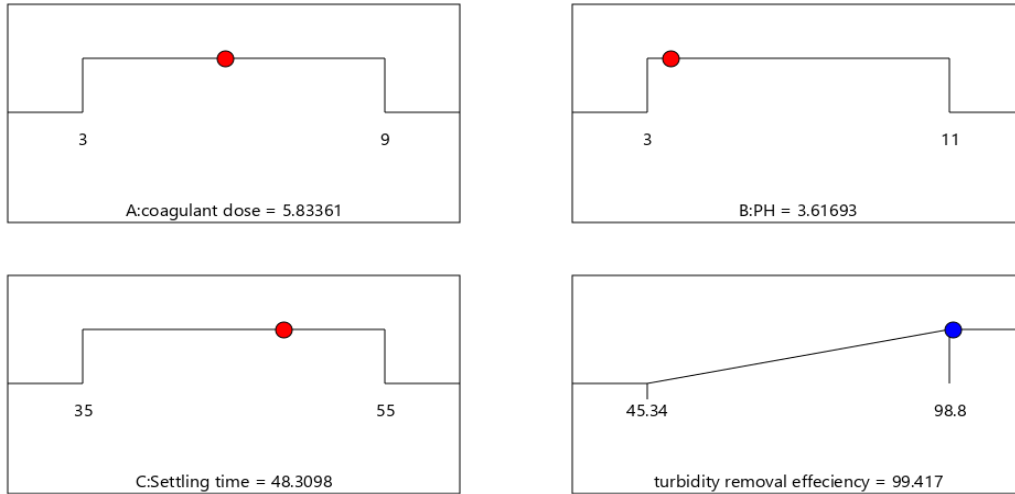 3 9
A:coagulant dose = 5.83361
3 11
B:PH = 3.61693
35 55
C:Settling time = 48.3098
45.34 98.8
turbidity removal effeciency = 99.417